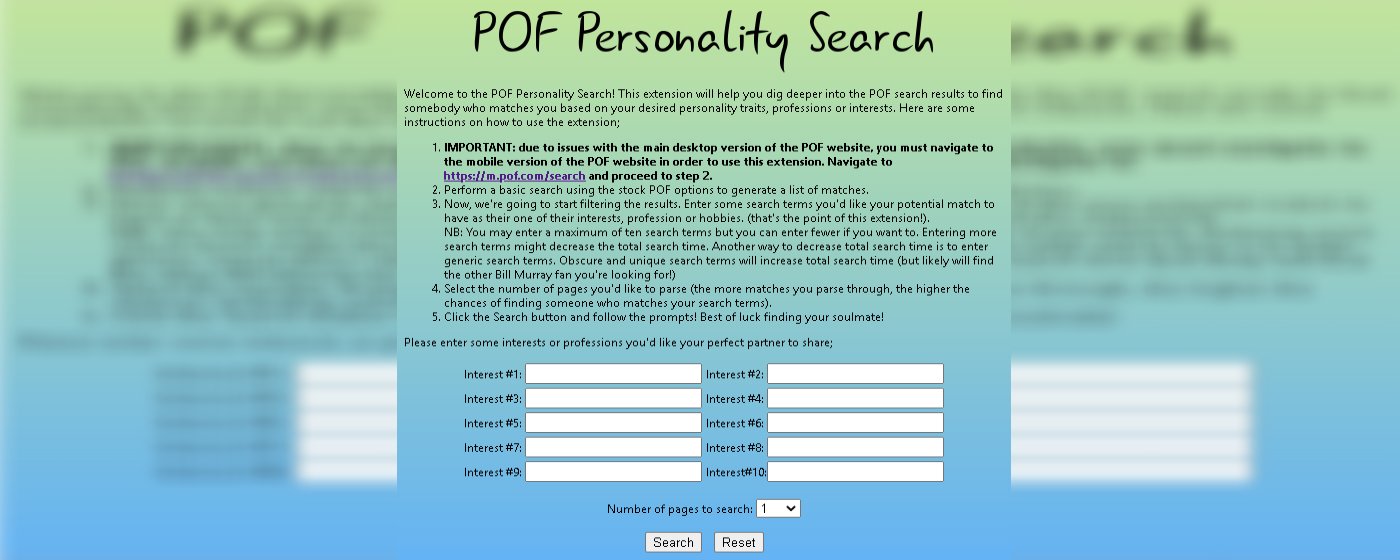 POF Personality Search
Welcome to the POF Personality Search! This extension will help you dig deeper into the POF search results to find
somebody who matches you based on your desired personality traits, professions or interests. Here are some
instructions on how to use the extension;
1. IMPORTANT: due to issues with the main desktop version of the POF website, you must navigate to
the mobile version of the POF website in order to use this extension. Navigate to
https://m.pof.com/search and proceed to step 2.
2. Perform a basic search using the stock POF options to generate a list of matches.
3. Now, we're going to start filtering the results. Enter some search terms you'd like your potential match to
have as their one of their interests, profession or hobbies. (that's the point of this extension!).
NB: You may enter a maximum of ten search terms but you can enter fewer if you want to. Entering more
search terms might decrease the total search time. Another way to decrease total search time is to enter
generic search terms. Obscure and unique search terms will increase total search time (but likely will find
the other Bill Murray fan you're looking for!)
4. Select the number of pages you'd like to parse (the more matches you parse through, the higher the
chances of finding someone who matches your search terms).
5. Click the Search button and follow the prompts! Best of luck finding your soulmate!
Please enter some interests or professions you'd like your perfect partner to share;
Interest #1: Interest #2:
Interest #3: Interest #4:
Interest #5: Interest #6:
Interest #7: Interest #8:
Interest #9: Interest#10:
Number of pages to search: 1
Search Reset